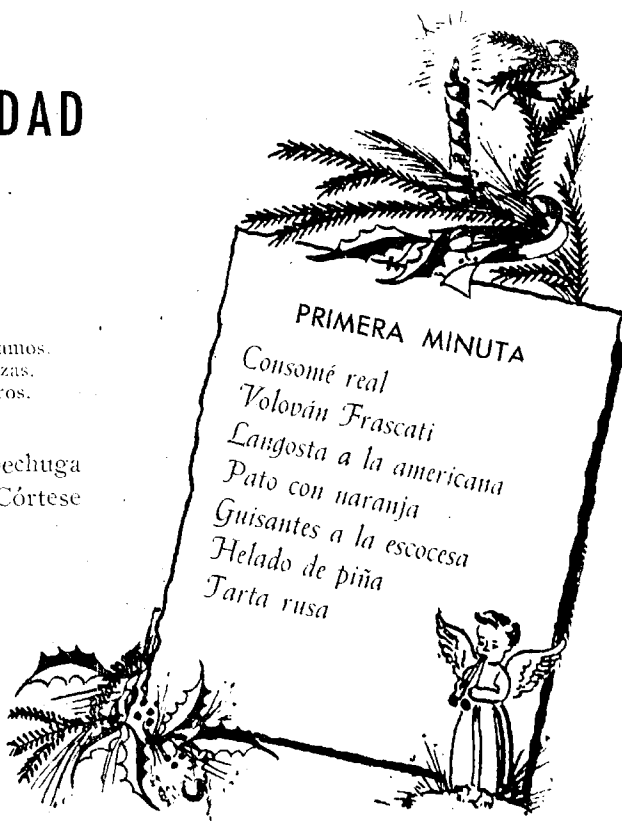 DAD
amos.
zas.
ros.
echuga
Córtese
PRIMERA MINUTA
Consomé real
Volován Frascati
Langosta a la americana
Pato con naranja
Guisantes a la escocesa
Helado de piña
Tarta rusa